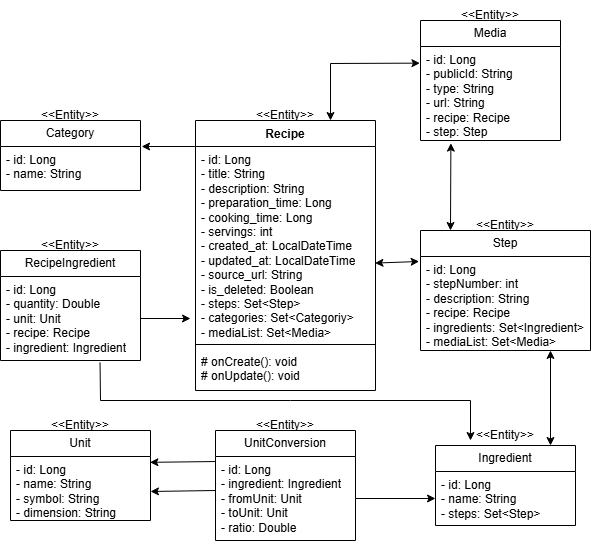 <<Entity>>
Media
- id: Long
- publicId: String
- type: String
- url: String
- recipe: Recipe
- step: Step
<<Entity>>
Category
- id: Long
- name: String
<<Entity>>
Recipe
- id: Long
- title: String
- description: String
- preparation_time: Long
- cooking_time: Long
- servings: int
- created_at: LocalDateTime
- updated_at: LocalDateTime
- source_url: String
- is_deleted: Boolean
- steps: Set<Step>
- categories: Set<Categoriy>
- mediaList: Set<Media>
# onCreate(): void
# onUpdate(): void
<<Entity>>
Step
- id: Long
- stepNumber: int
- description: String
- recipe: Recipe
- ingredients: Set<Ingredient>
- mediaList: Set<Media>
<<Entity>>
RecipeIngredient
- id: Long
- quantity: Double
- unit: Unit
- recipe: Recipe
- ingredient: Ingredient
<<Entity>>
Unit
- id: Long
- name: String
- symbol: String
- dimension: String
<<Entity>>
UnitConversion
- id: Long
- ingredient: Ingredient
- fromUnit: Unit
- toUnit: Unit
- ratio: Double
<<Entity>>
Ingredient
- id: Long
- name: String
- steps: Set<Step>